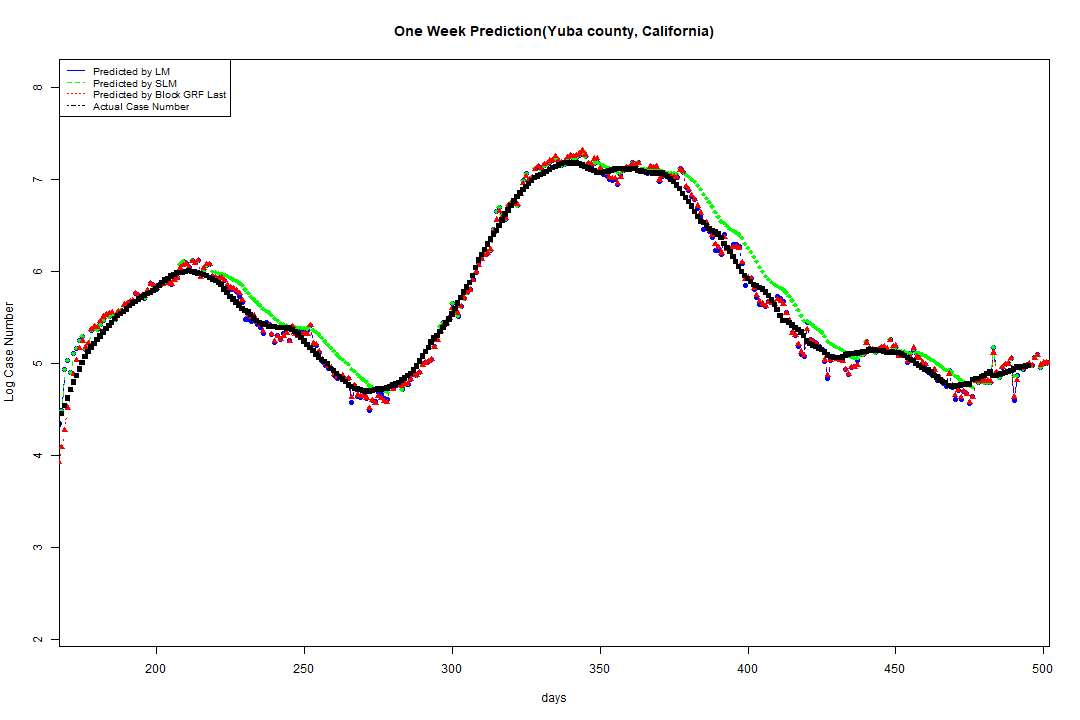 One Week Prediction(Yuba county, California)
Predicted by LM
Predicted by SLM
Predicted by Block GRF Last
Actual Case Number
8
7
6
5
4
3
2
Log Case Number
200 250 300 350 400 450 500
days